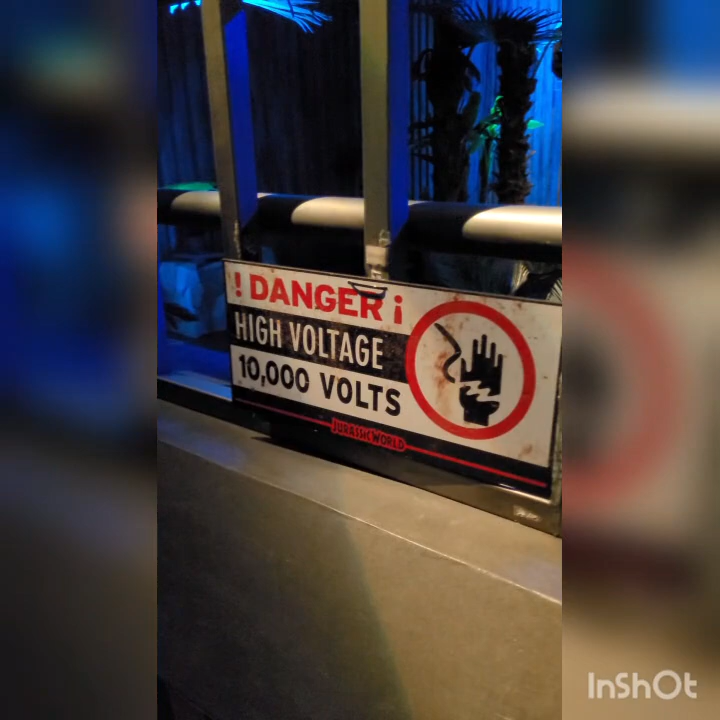 ! DANGER ¡
HIGH VOLTAGE
10,000 VOLTS
JURASSIC WORLD
InShOt